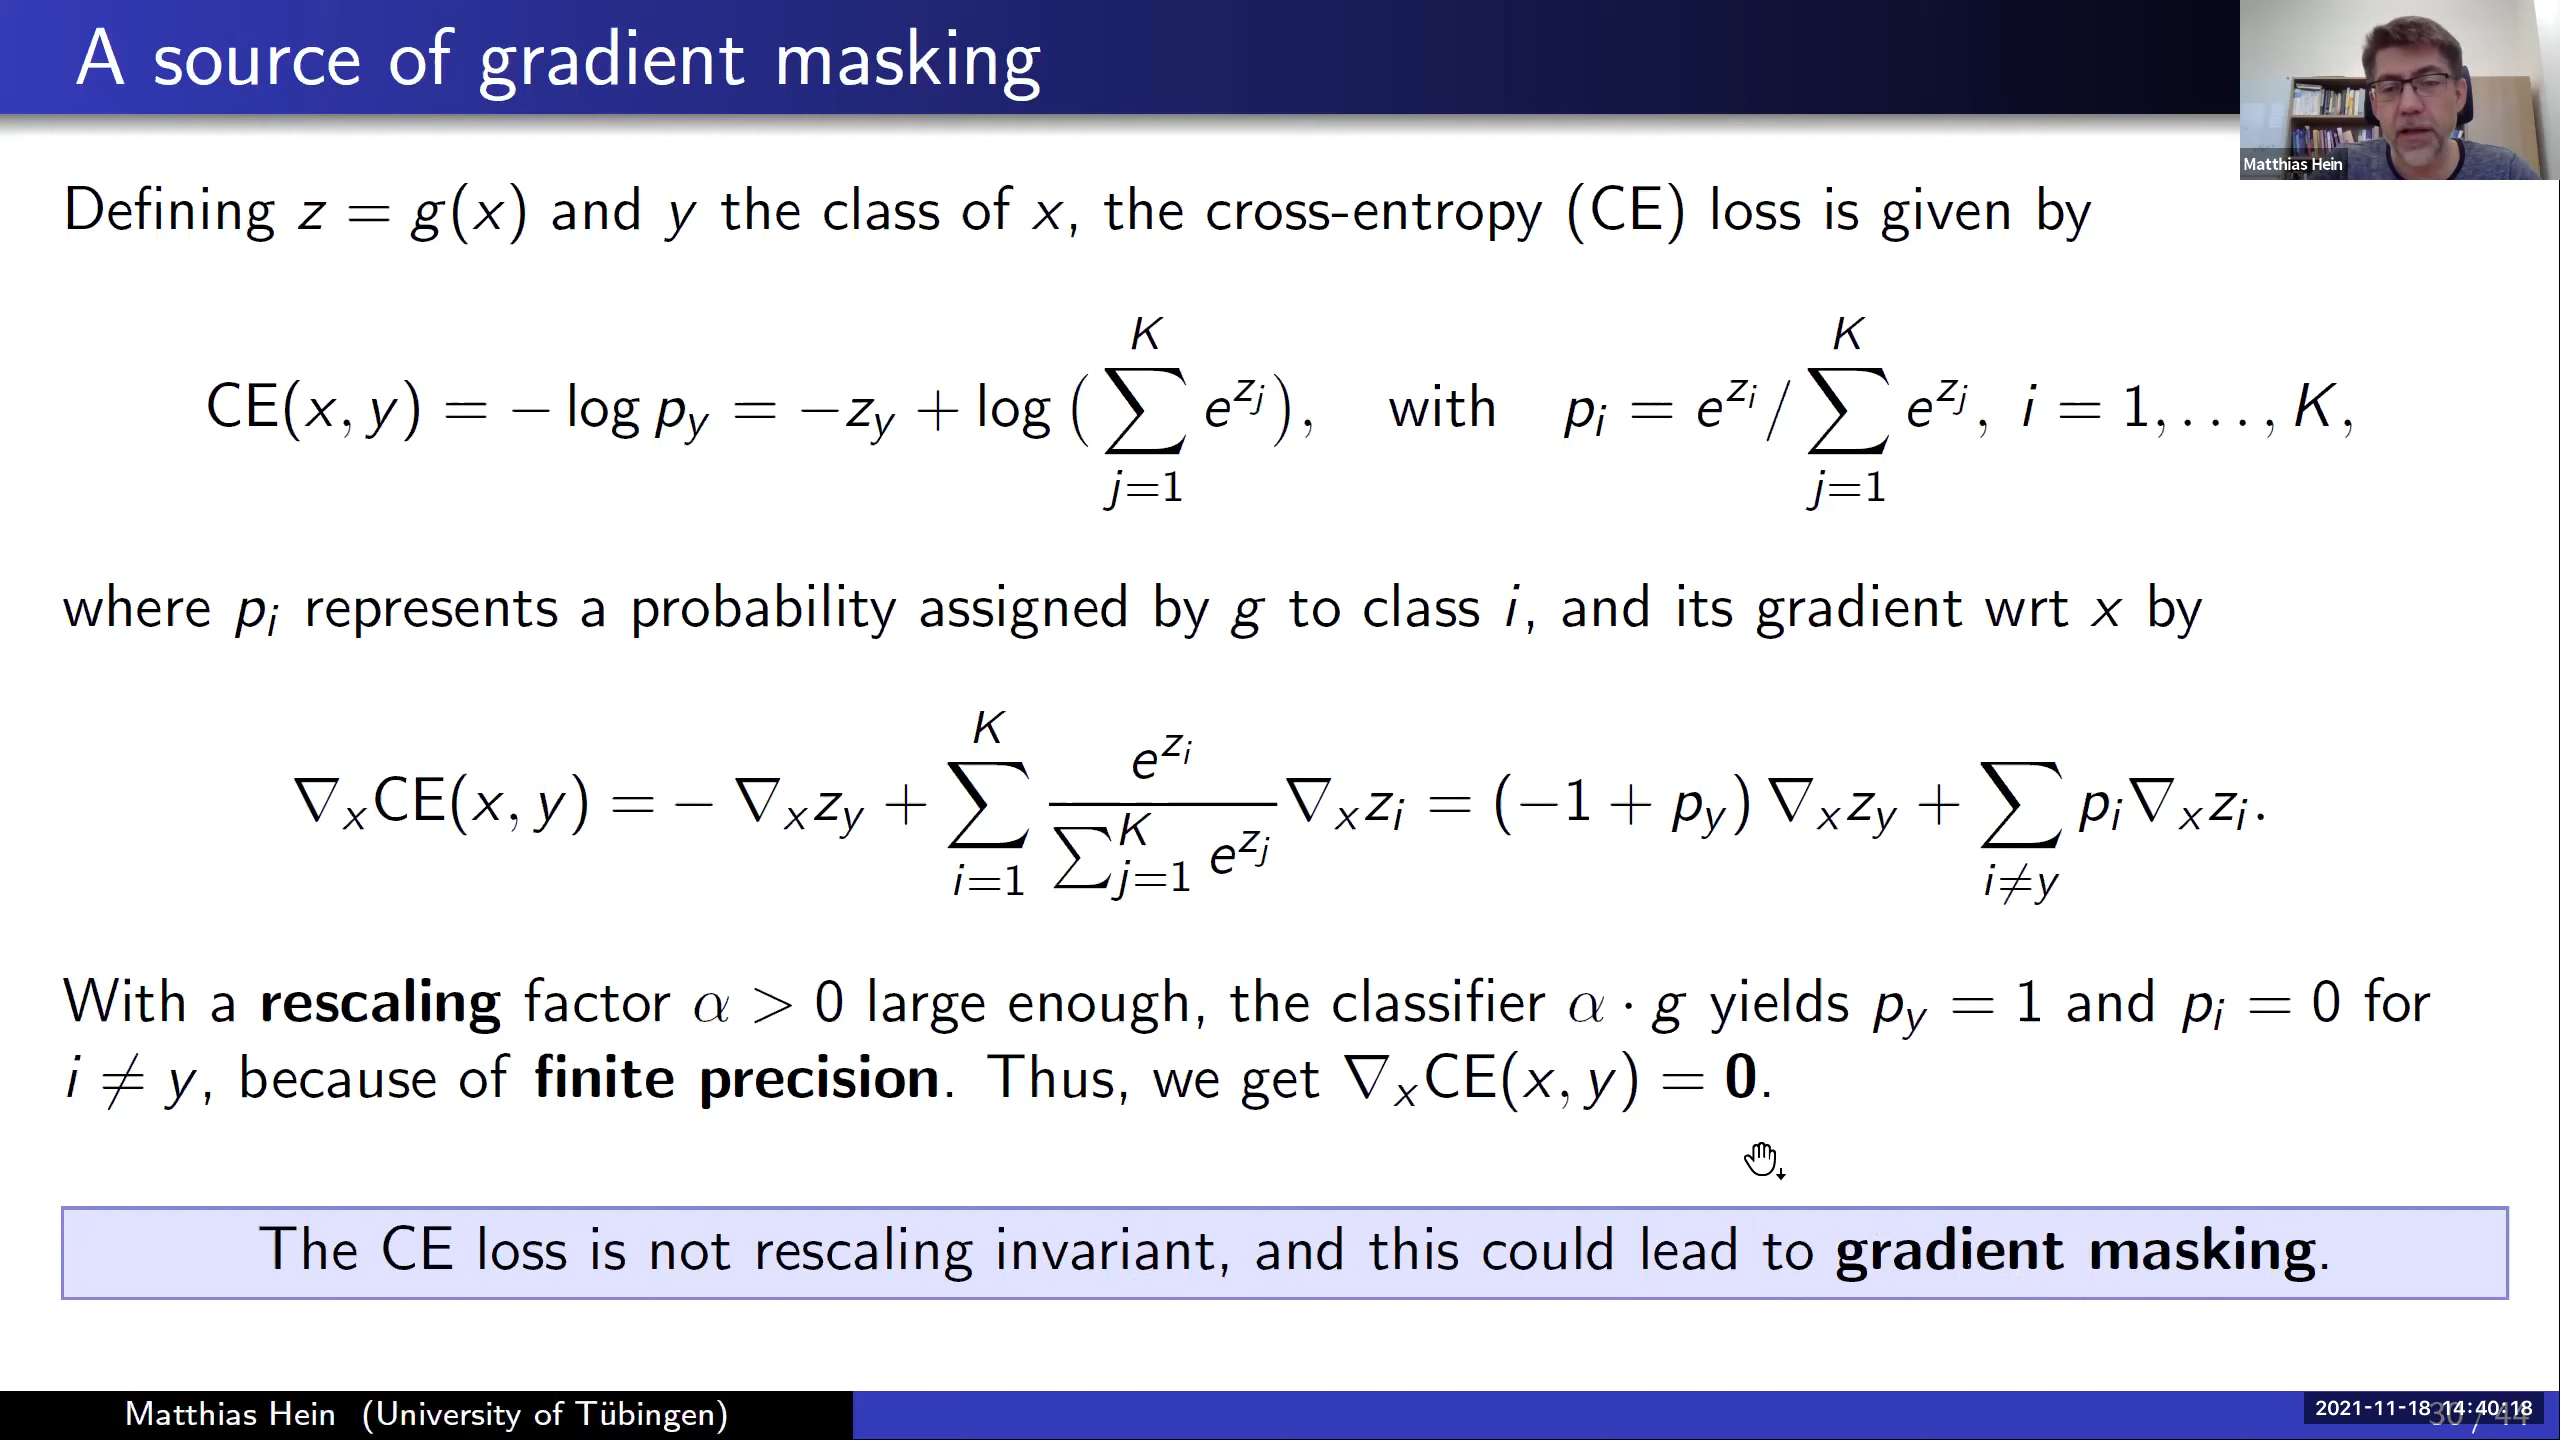 A source of gradient masking
Matthias Hein
Defining z = g(x) and y the class of x, the cross-entropy (CE) loss is given by
CE(x, y) = − log p_y = −z_y + log ( ∑_{j=1}^{K} e^{z_j} ), with p_i = e^{z_i} / ∑_{j=1}^{K} e^{z_j}, i = 1, . . . , K,
where p_i represents a probability assigned by g to class i, and its gradient wrt x by
∇_x CE(x, y) = − ∇_x z_y + ∑_{i=1}^{K} \frac{e^{z_i}}{∑_{j=1}^{K} e^{z_j}} ∇_x z_i = (−1 + p_y) ∇_x z_y + ∑_{i≠y} p_i ∇_x z_i.
With a rescaling factor α > 0 large enough, the classifier α · g yields p_y = 1 and p_i = 0 for
i ≠ y, because of finite precision. Thus, we get ∇_x CE(x, y) = 0.
The CE loss is not rescaling invariant, and this could lead to gradient masking.
Matthias Hein (University of Tübingen)
2021-11-18 14:40:18